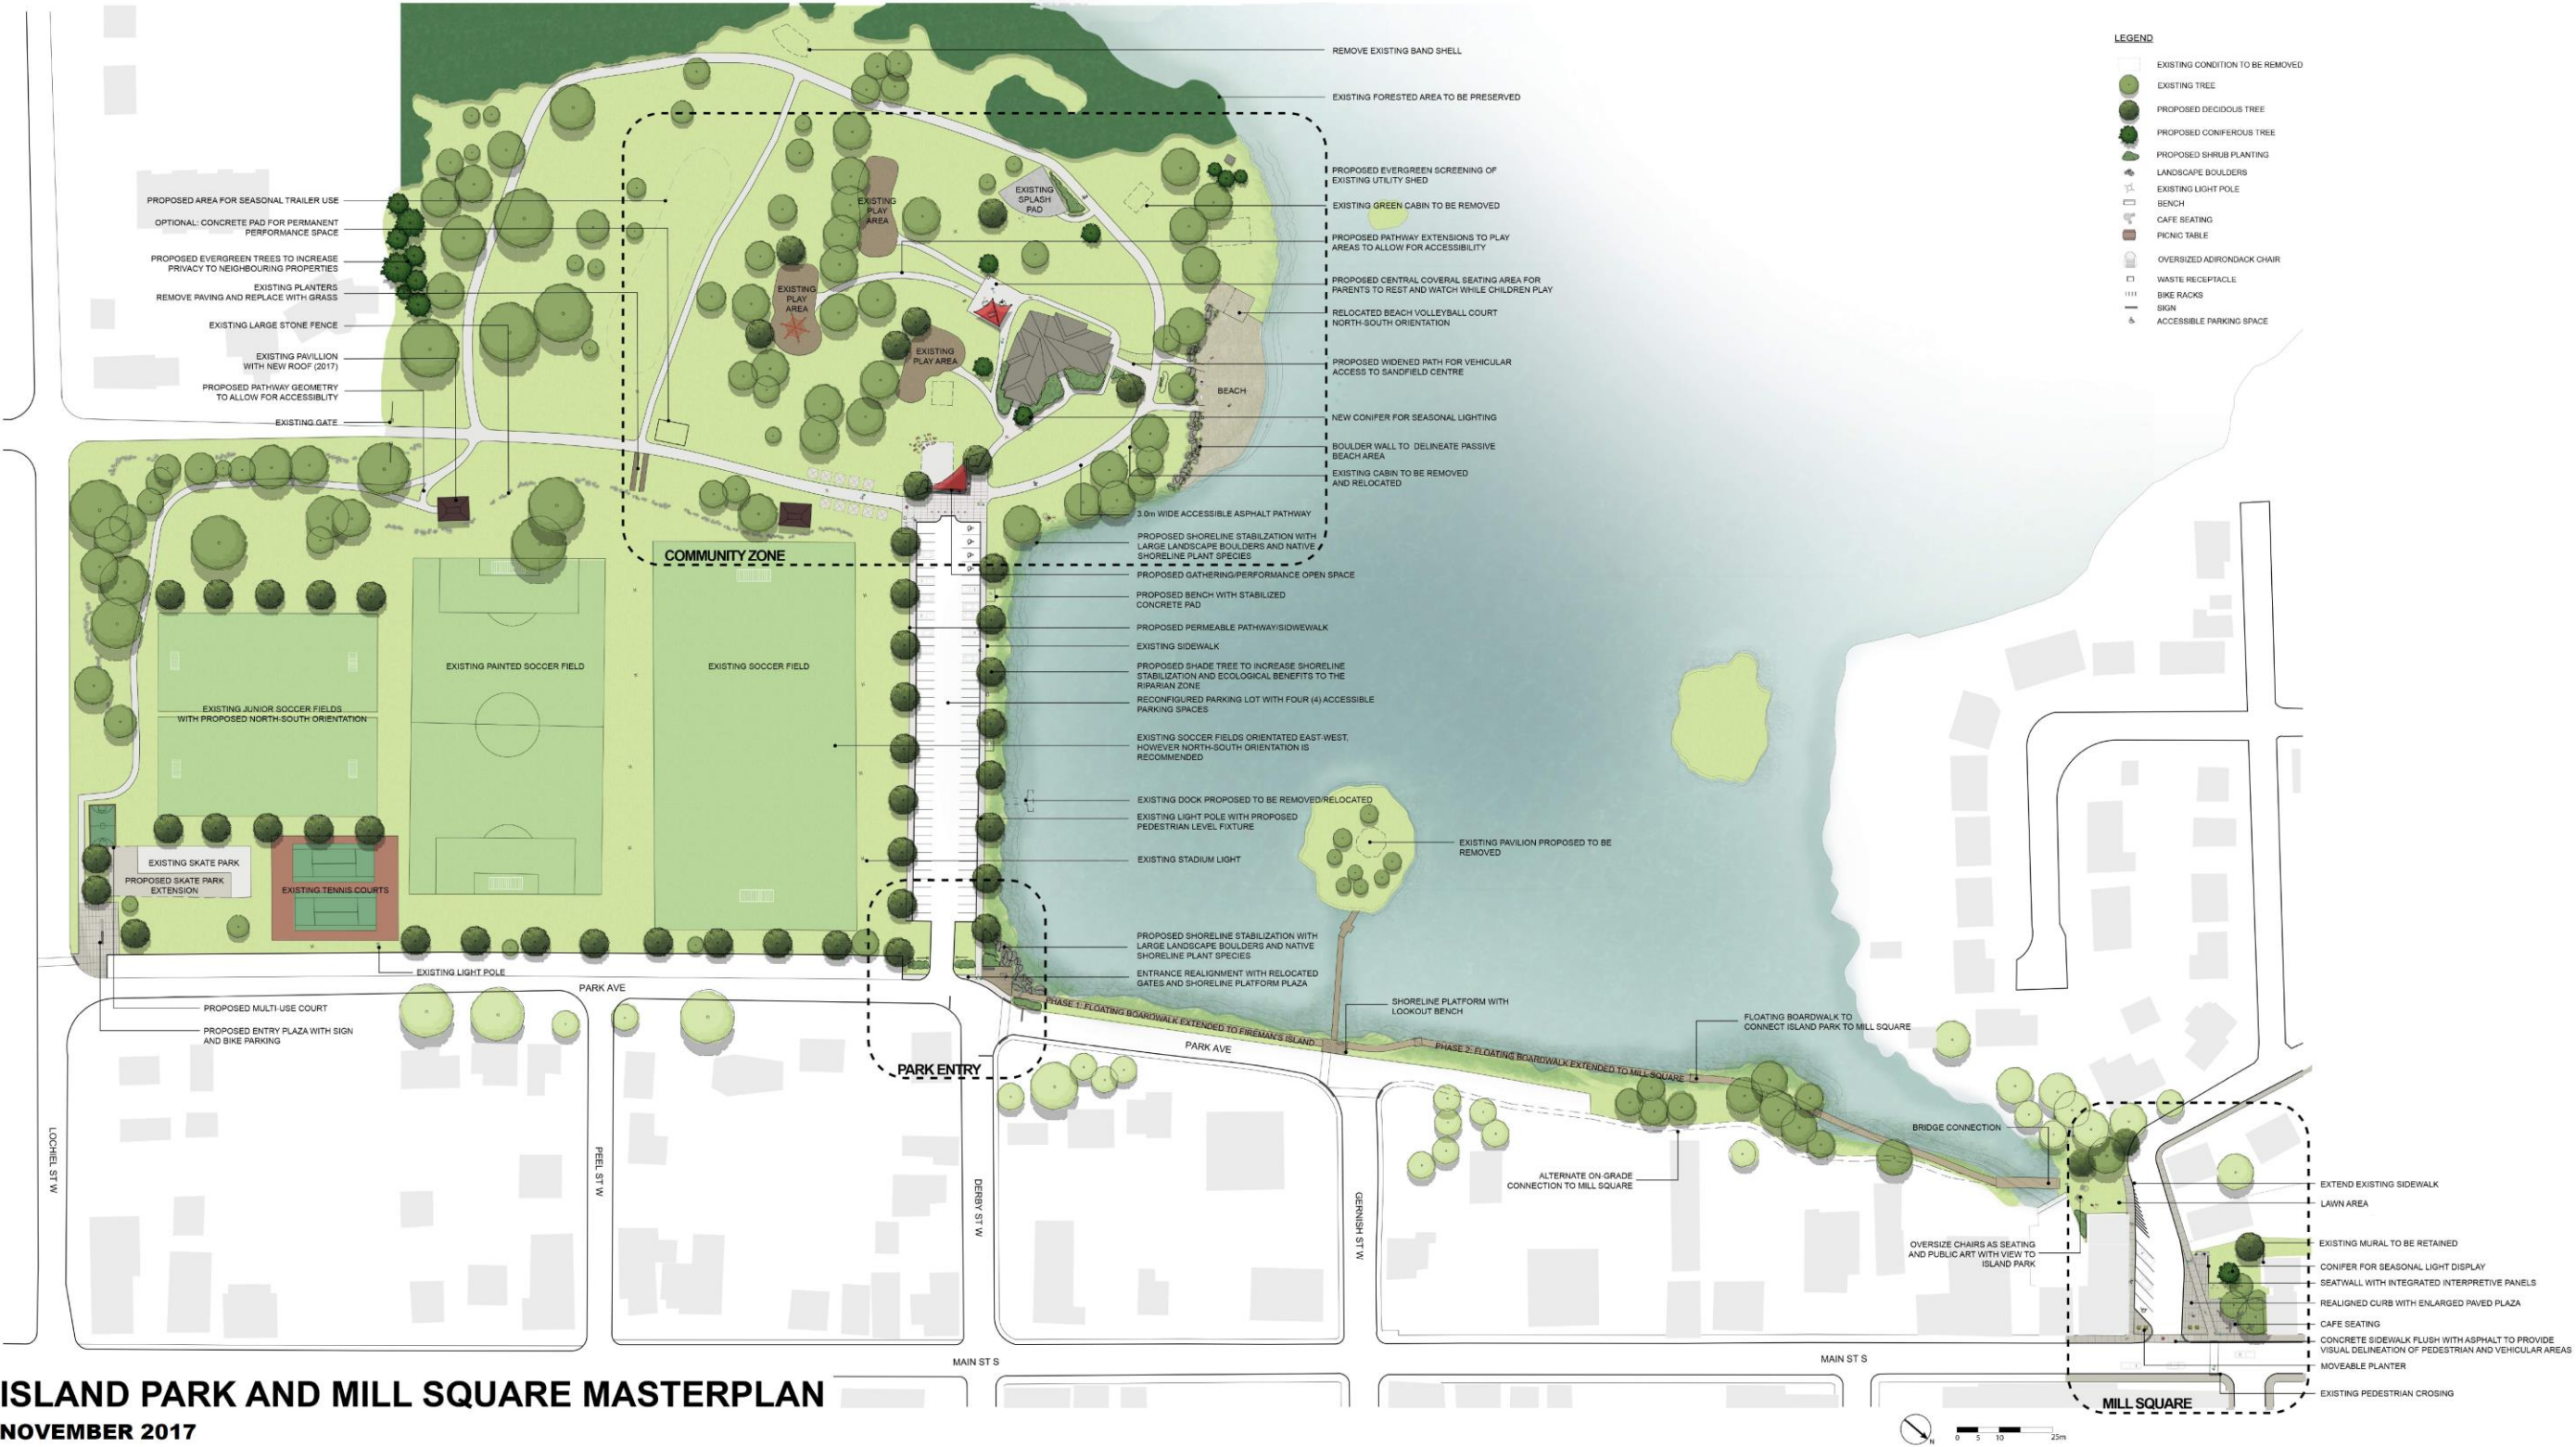 LEGEND
EXISTING CONDITION TO BE REMOVED
EXISTING TREE
PROPOSED DECIDOUS TREE
PROPOSED CONIFEROUS TREE
PROPOSED SHRUB PLANTING
LANDSCAPE BOULDERS
EXISTING LIGHT POLE
BENCH
CAFE SEATING
PICNIC TABLE
OVERSIZED ADIRONDACK CHAIR
WASTE RECEPTACLE
BIKE RACKS
SIGN
ACCESSIBLE PARKING SPACE
REMOVE EXISTING BAND SHELL
EXISTING FORESTED AREA TO BE PRESERVED
PROPOSED EVERGREEN SCREENING OF
EXISTING UTILITY SHED
EXISTING GREEN CABIN TO BE REMOVED
PROPOSED PATHWAY EXTENSIONS TO PLAY
AREAS TO ALLOW FOR ACCESSIBILITY
PROPOSED CENTRAL COVERAL SEATING AREA FOR
PARENTS TO REST AND WATCH WHILE CHILDREN PLAY
RELOCATED BEACH VOLLEYBALL COURT
NORTH-SOUTH ORIENTATION
PROPOSED WIDENED PATH FOR VEHICULAR
ACCESS TO SANDFIELD CENTRE
NEW CONIFER FOR SEASONAL LIGHTING
BOULDER WALL TO DELINEATE PASSIVE
BEACH AREA
EXISTING CABIN TO BE REMOVED
AND RELOCATED
3.0m WIDE ACCESSIBLE ASPHALT PATHWAY
PROPOSED SHORELINE STABILZATION WITH
LARGE LANDSCAPE BOULDERS AND NATIVE
SHORELINE PLANT SPECIES
PROPOSED GATHERING/PERFORMANCE OPEN SPACE
PROPOSED BENCH WITH STABILIZED
CONCRETE PAD
PROPOSED PERMEABLE PATHWAY/SIDWEWALK
EXISTING SIDEWALK
PROPOSED SHADE TREE TO INCREASE SHORELINE
STABILIZATION AND ECOLOGICAL BENEFITS TO THE
RIPARIAN ZONE
RECONFIGURED PARKING LOT WITH FOUR (4) ACCESSIBLE
PARKING SPACES
EXISTING SOCCER FIELDS ORIENTATED EAST-WEST,
HOWEVER NORTH-SOUTH ORIENTATION IS
RECOMMENDED
EXISTING DOCK PROPOSED TO BE REMOVED/RELOCATED
EXISTING LIGHT POLE WITH PROPOSED
PEDESTRIAN LEVEL FIXTURE
EXISTING STADIUM LIGHT
PROPOSED SHORELINE STABILIZATION WITH
LARGE LANDSCAPE BOULDERS AND NATIVE
SHORELINE PLANT SPECIES
ENTRANCE REALIGNMENT WITH RELOCATED
GATES AND SHORELINE PLATFORM PLAZA
PROPOSED AREA FOR SEASONAL TRAILER USE
OPTIONAL: CONCRETE PAD FOR PERMANENT
PERFORMANCE SPACE
PROPOSED EVERGREEN TREES TO INCREASE
PRIVACY TO NEIGHBOURING PROPERTIES
EXISTING PLANTERS
REMOVE PAVING AND REPLACE WITH GRASS
EXISTING LARGE STONE FENCE
EXISTING PAVILLION
WITH NEW ROOF (2017)
PROPOSED PATHWAY GEOMETRY
TO ALLOW FOR ACCESSIBLITY
EXISTING GATE
EXISTING
PLAY
AREA
EXISTING
SPLASH
PAD
EXISTING
PLAY
AREA
EXISTING
PLAY AREA
BEACH
COMMUNITY ZONE
EXISTING PAINTED SOCCER FIELD
EXISTING SOCCER FIELD
EXISTING JUNIOR SOCCER FIELDS
WITH PROPOSED NORTH-SOUTH ORIENTATION
EXISTING SKATE PARK
PROPOSED SKATE PARK
EXTENSION
EXISTING TENNIS COURTS
EXISTING LIGHT POLE
PROPOSED MULTI-USE COURT
PROPOSED ENTRY PLAZA WITH SIGN
AND BIKE PARKING
PARK AVE
PARK ENTRY
EXISTING PAVILION PROPOSED TO BE
REMOVED
SHORELINE PLATFORM WITH
LOOKOUT BENCH
PHASE 1: FLOATING BOARDWALK EXTENDED TO FIREMAN'S ISLAND
PARK AVE
PHASE 2: FLOATING BOARDWALK EXTENDED TO MILL SQUARE
FLOATING BOARDWALK TO
CONNECT ISLAND PARK TO MILL SQUARE
BRIDGE CONNECTION
ALTERNATE ON-GRADE
CONNECTION TO MILL SQUARE
OVERSIZE CHAIRS AS SEATING
AND PUBLIC ART WITH VIEW TO
ISLAND PARK
EXTEND EXISTING SIDEWALK
LAWN AREA
EXISTING MURAL TO BE RETAINED
CONIFER FOR SEASONAL LIGHT DISPLAY
SEATWALL WITH INTEGRATED INTERPRETIVE PANELS
REALIGNED CURB WITH ENLARGED PAVED PLAZA
CAFE SEATING
CONCRETE SIDEWALK FLUSH WITH ASPHALT TO PROVIDE
VISUAL DELINEATION OF PEDESTRIAN AND VEHICULAR AREAS
MOVEABLE PLANTER
EXISTING PEDESTRIAN CROSING
MILL SQUARE
LOCHIEL ST W
PEEL ST W
DERBY ST W
GERNISH ST W
MAIN ST S
MAIN ST S
ISLAND PARK AND MILL SQUARE MASTERPLAN
NOVEMBER 2017
N
0 5 10 25m